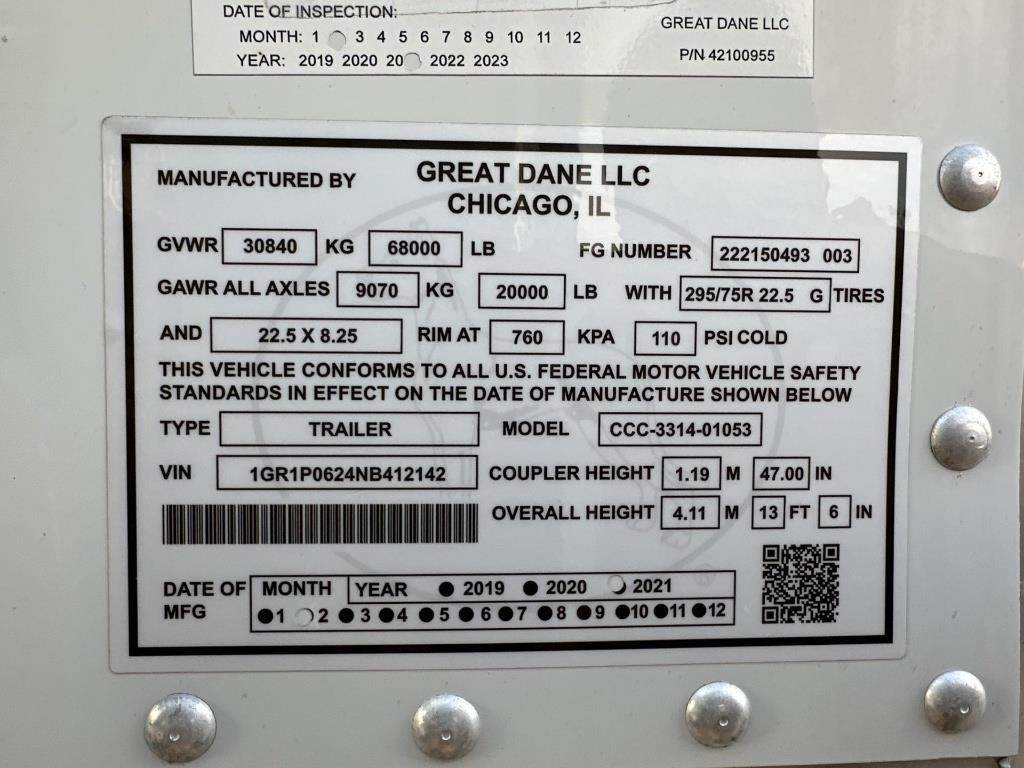 DATE OF INSPECTION:
MONTH: 1 3 4 5 6 7 8 9 10 11 12
YEAR: 2019 2020 20 2022 2023
GREAT DANE LLC
P/N 42100955
MANUFACTURED BY GREAT DANE LLC
CHICAGO, IL
GVWR 30840 KG 68000 LB FG NUMBER 222150493 003
GAWR ALL AXLES 9070 KG 20000 LB WITH 295/75R 22.5 G TIRES
AND 22.5 X 8.25 RIM AT 760 KPA 110 PSI COLD
THIS VEHICLE CONFORMS TO ALL U.S. FEDERAL MOTOR VEHICLE SAFETY
STANDARDS IN EFFECT ON THE DATE OF MANUFACTURE SHOWN BELOW
TYPE TRAILER MODEL CCC-3314-01053
VIN 1GR1P0624NB412142 COUPLER HEIGHT 1.19 M 47.00 IN
OVERALL HEIGHT 4.11 M 13 FT 6 IN
DATE OF MFG MONTH YEAR 2019 2020 2021
1 2 3 4 5 6 7 8 9 10 11 12
®